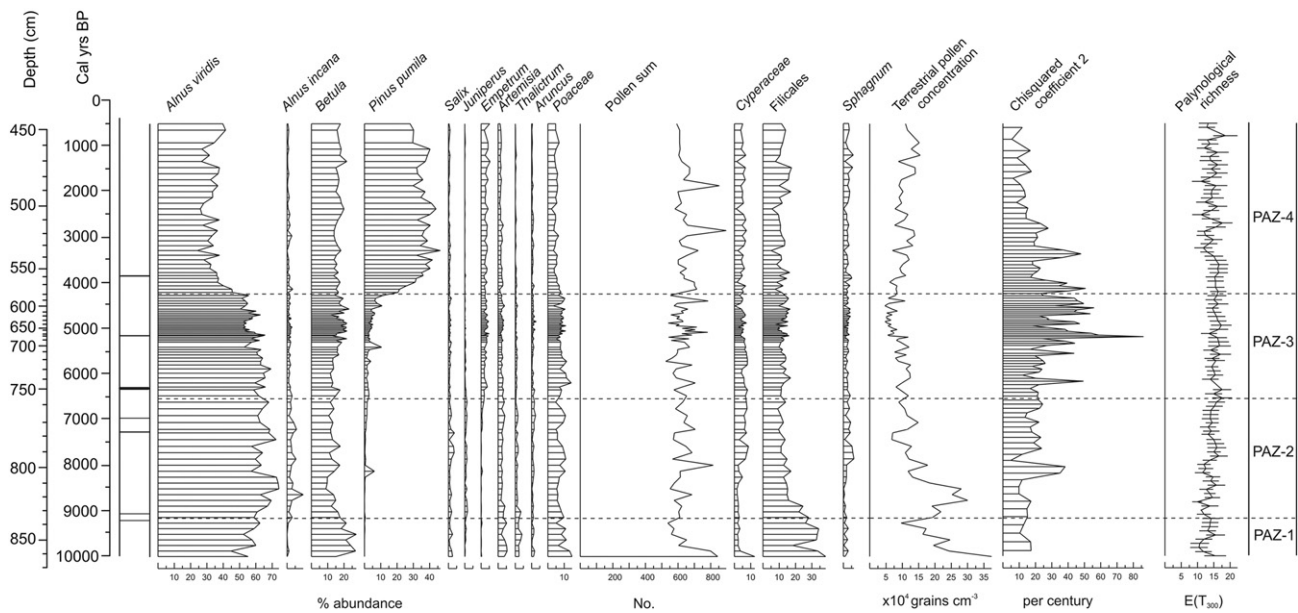 Depth (cm)
Cal yrs BP
Alnus viridis
Alnus incana
Betula
Pinus pumila
Salix
Juniperus
Empetrum
Artemisia
Thalictrum
Aruncus
Poaceae
Pollen sum
Cyperaceae
Filicales
Sphagnum
Terrestrial pollen
concentration
Chisquared
coefficient 2
Palynological
richness
0
450 1000
2000
500
3000
550 4000
600
650 5000
700
6000
750
7000
800 8000
9000
850
10000
PAZ-4
PAZ-3
PAZ-2
PAZ-1
10 20 30 40 50 60 70
10 20
10 20 30 40
10
200 400 600 800
10 20 30
5 10 15 20 25 30 35
10 20 30 40 50 60 70 80
5 10 15 20
% abundance
No.
x10⁴ grains cm⁻³
per century
E(T₃₀₀)